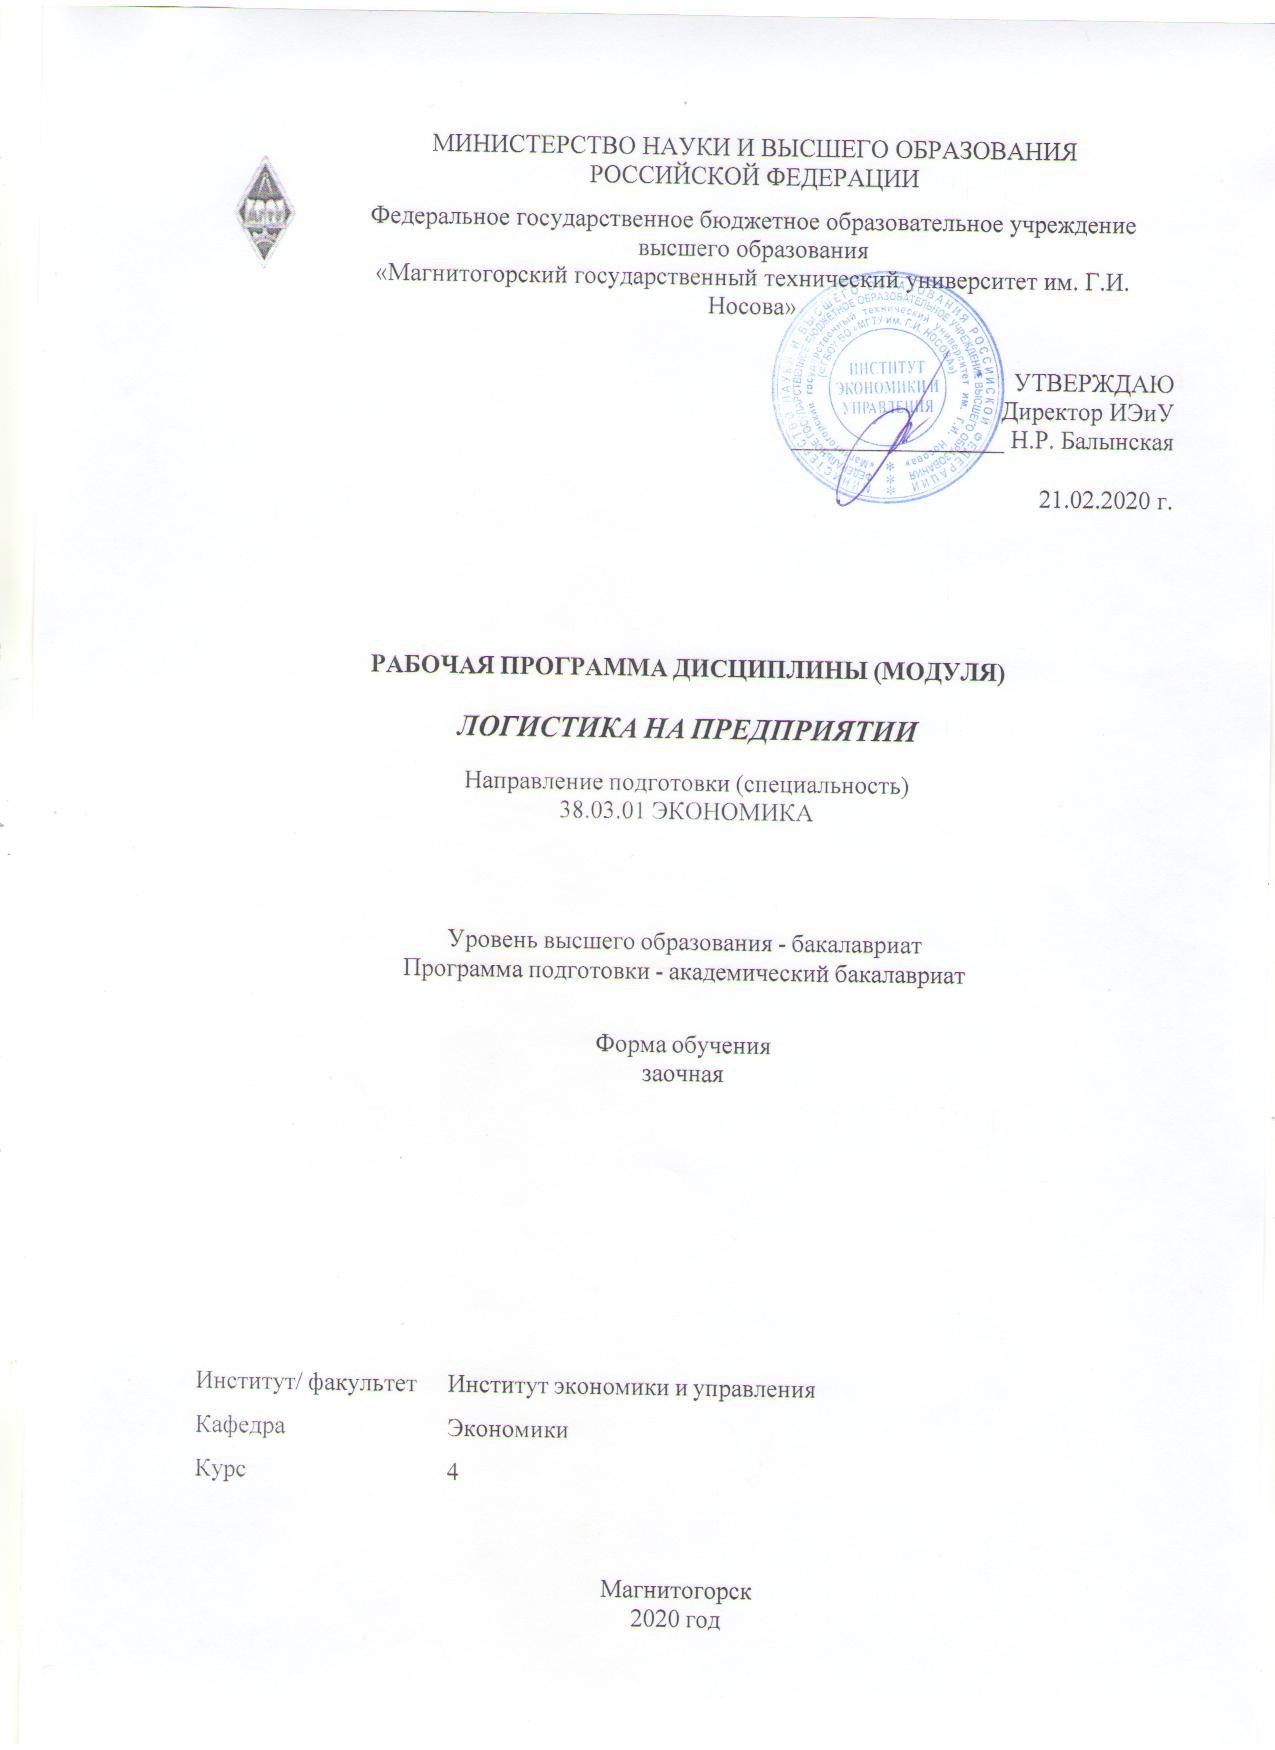 МИНИСТЕРСТВО НАУКИ И ВЫСШЕГО ОБРАЗОВАНИЯ
РОССИЙСКОЙ ФЕДЕРАЦИИ
Федеральное государственное бюджетное образовательное учреждение
высшего образования
«Магнитогорский государственный технический университет им. Г.И.
Носова»
ИНСТИТУТ
ЭКОНОМИКИ И
УПРАВЛЕНИЯ
УТВЕРЖДАЮ
Директор ИЭиУ
Н.Р. Балынская
21.02.2020 г.
РАБОЧАЯ ПРОГРАММА ДИСЦИПЛИНЫ (МОДУЛЯ)
ЛОГИСТИКА НА ПРЕДПРИЯТИИ
Направление подготовки (специальность)
38.03.01 ЭКОНОМИКА
Уровень высшего образования - бакалавриат
Программа подготовки - академический бакалавриат
Форма обучения
заочная
Институт/ факультет Институт экономики и управления
Кафедра Экономики
Курс 4
Магнитогорск
2020 год